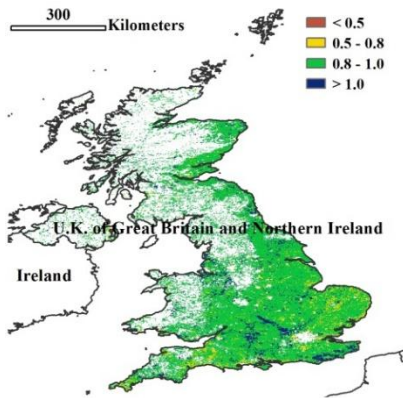 300
Kilometers
< 0.5
0.5 - 0.8
0.8 - 1.0
> 1.0
U.K. of Great Britain and Northern Ireland
Ireland